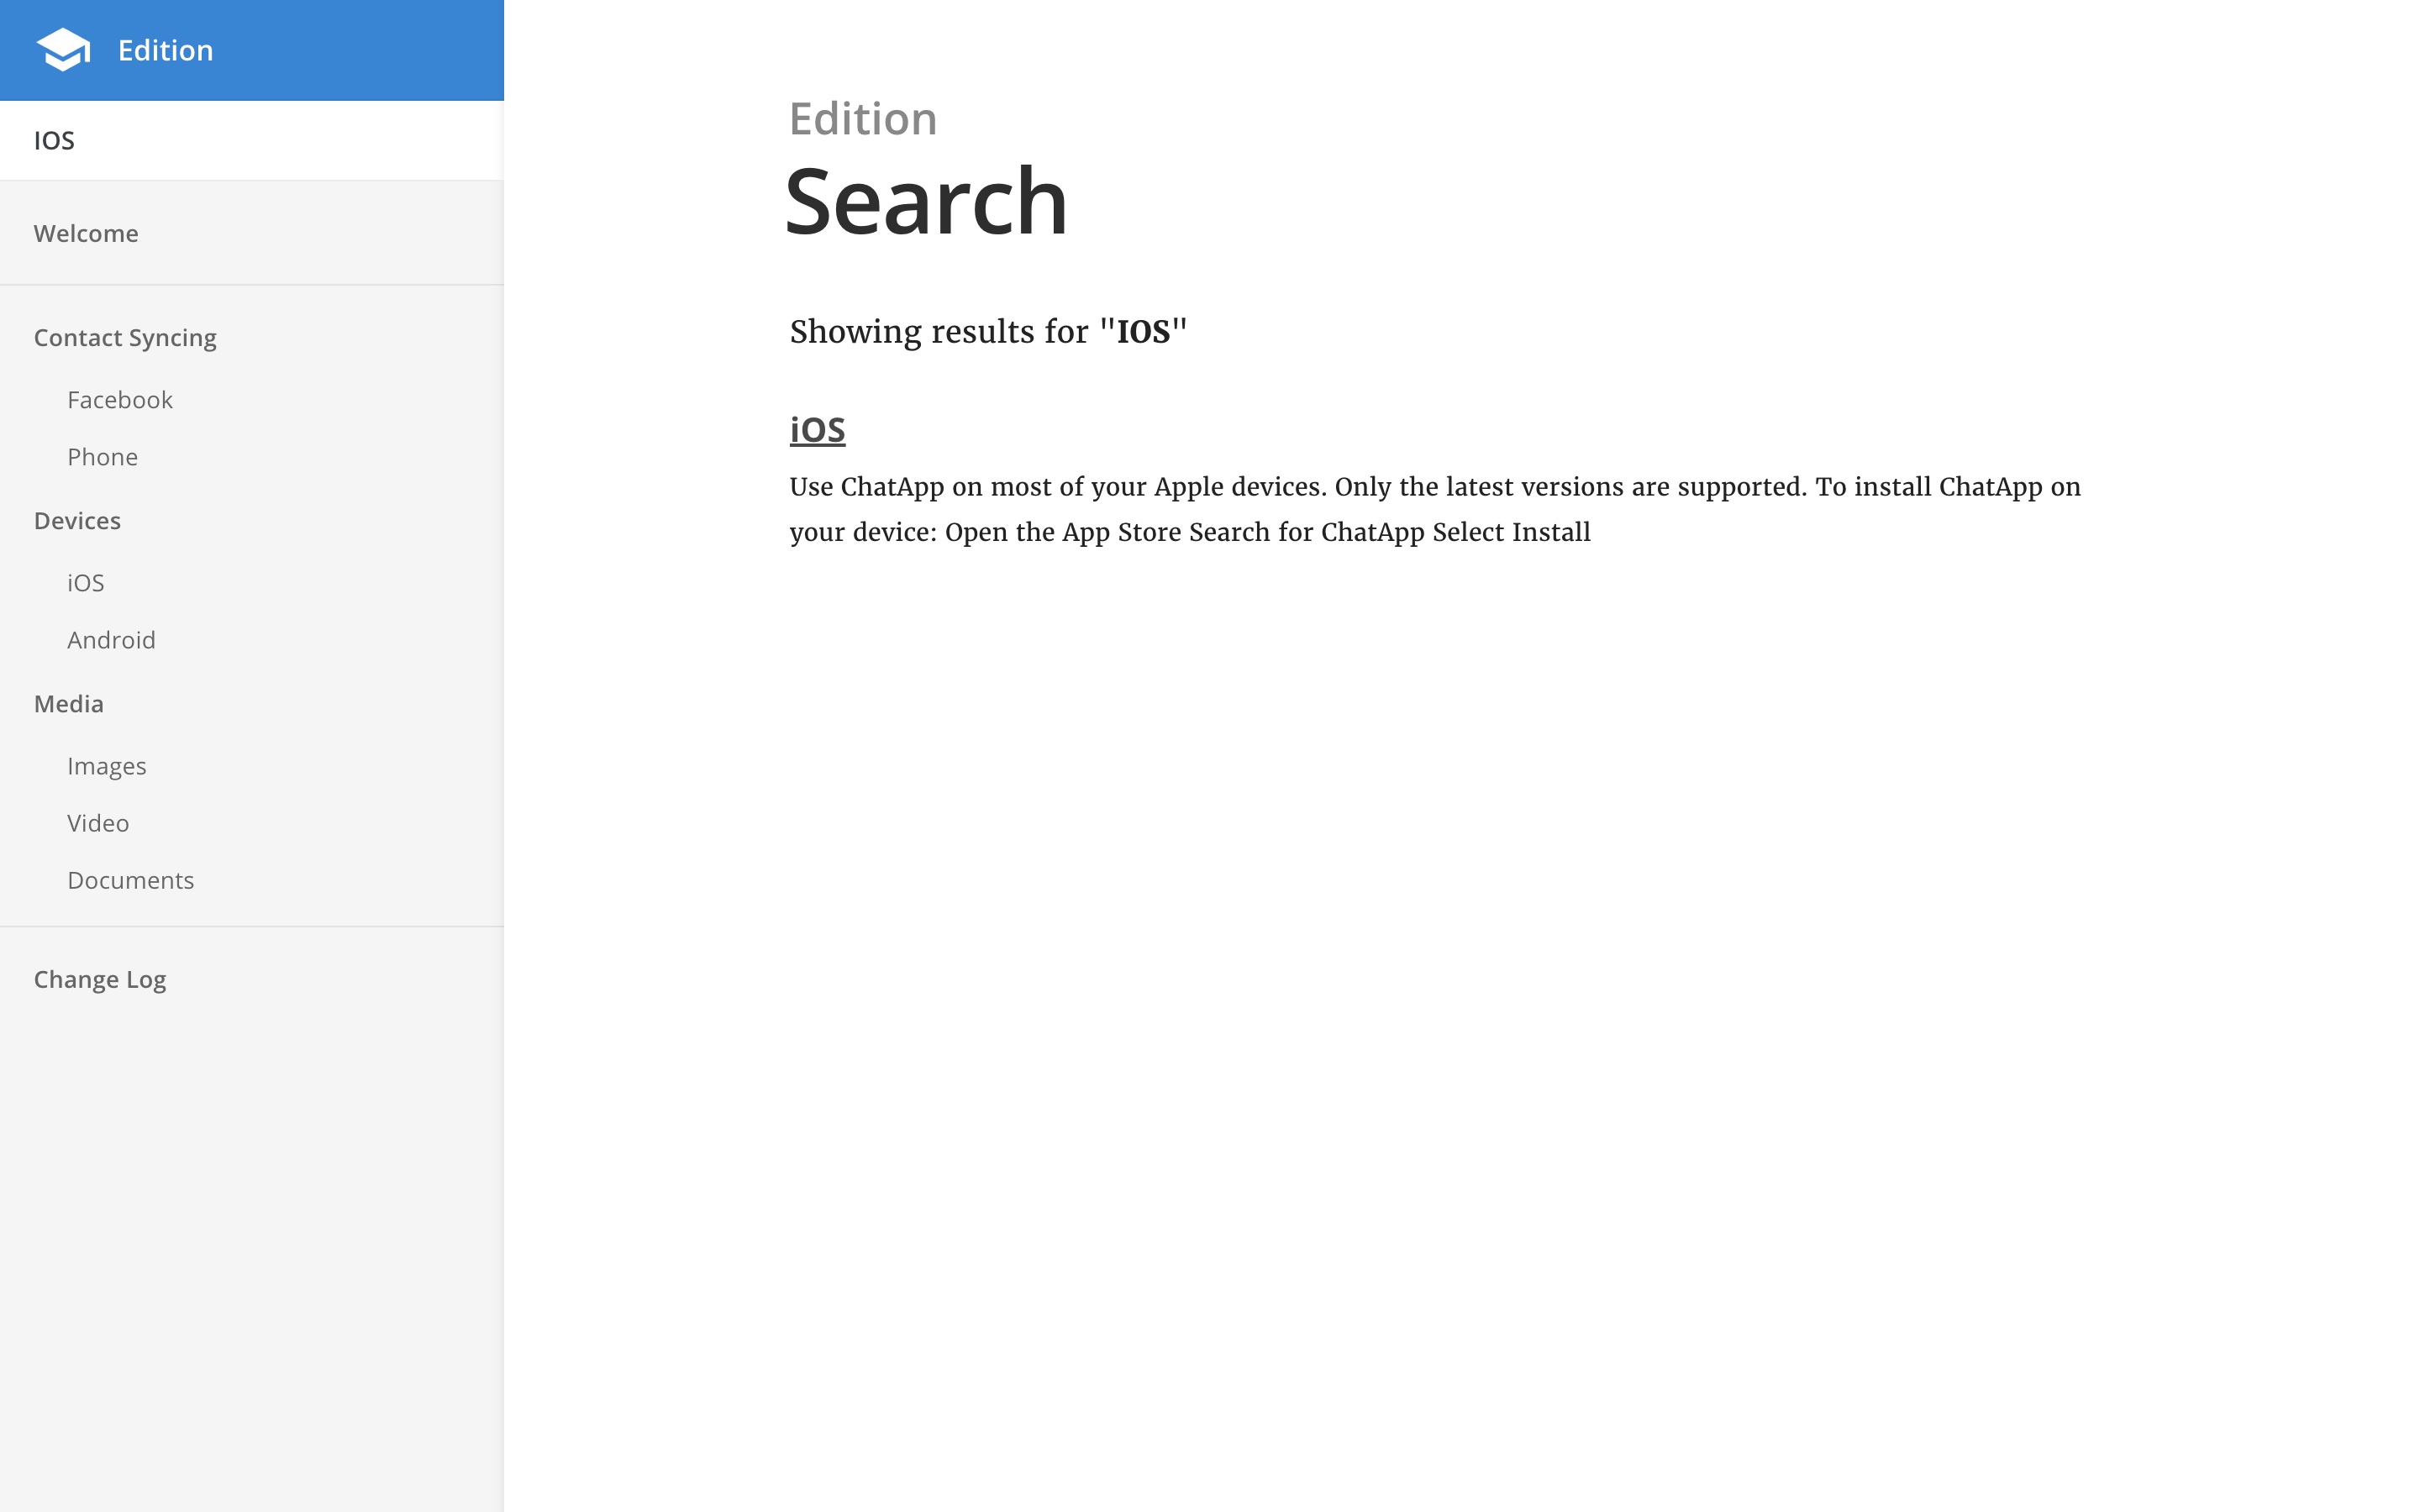 Edition
IOS
Welcome
Contact Syncing
Facebook
Phone
Devices
iOS
Android
Media
Images
Video
Documents
Change Log
Edition
Search
Showing results for "IOS"
iOS
Use ChatApp on most of your Apple devices. Only the latest versions are supported. To install ChatApp on
your device: Open the App Store Search for ChatApp Select Install